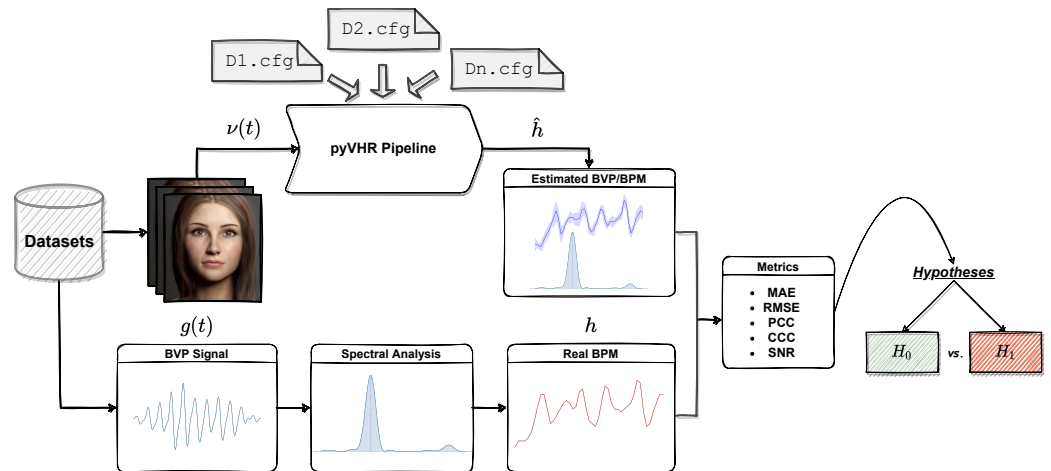 D1.cfg
D2.cfg
Dn.cfg
ν(t)
pyVHR Pipeline
ĥ
Estimated BVP/BPM
Datasets
Metrics
• MAE
• RMSE
• PCC
• CCC
• SNR
Hypotheses
H₀
vs.
H₁
g(t)
BVP Signal
Spectral Analysis
h
Real BPM